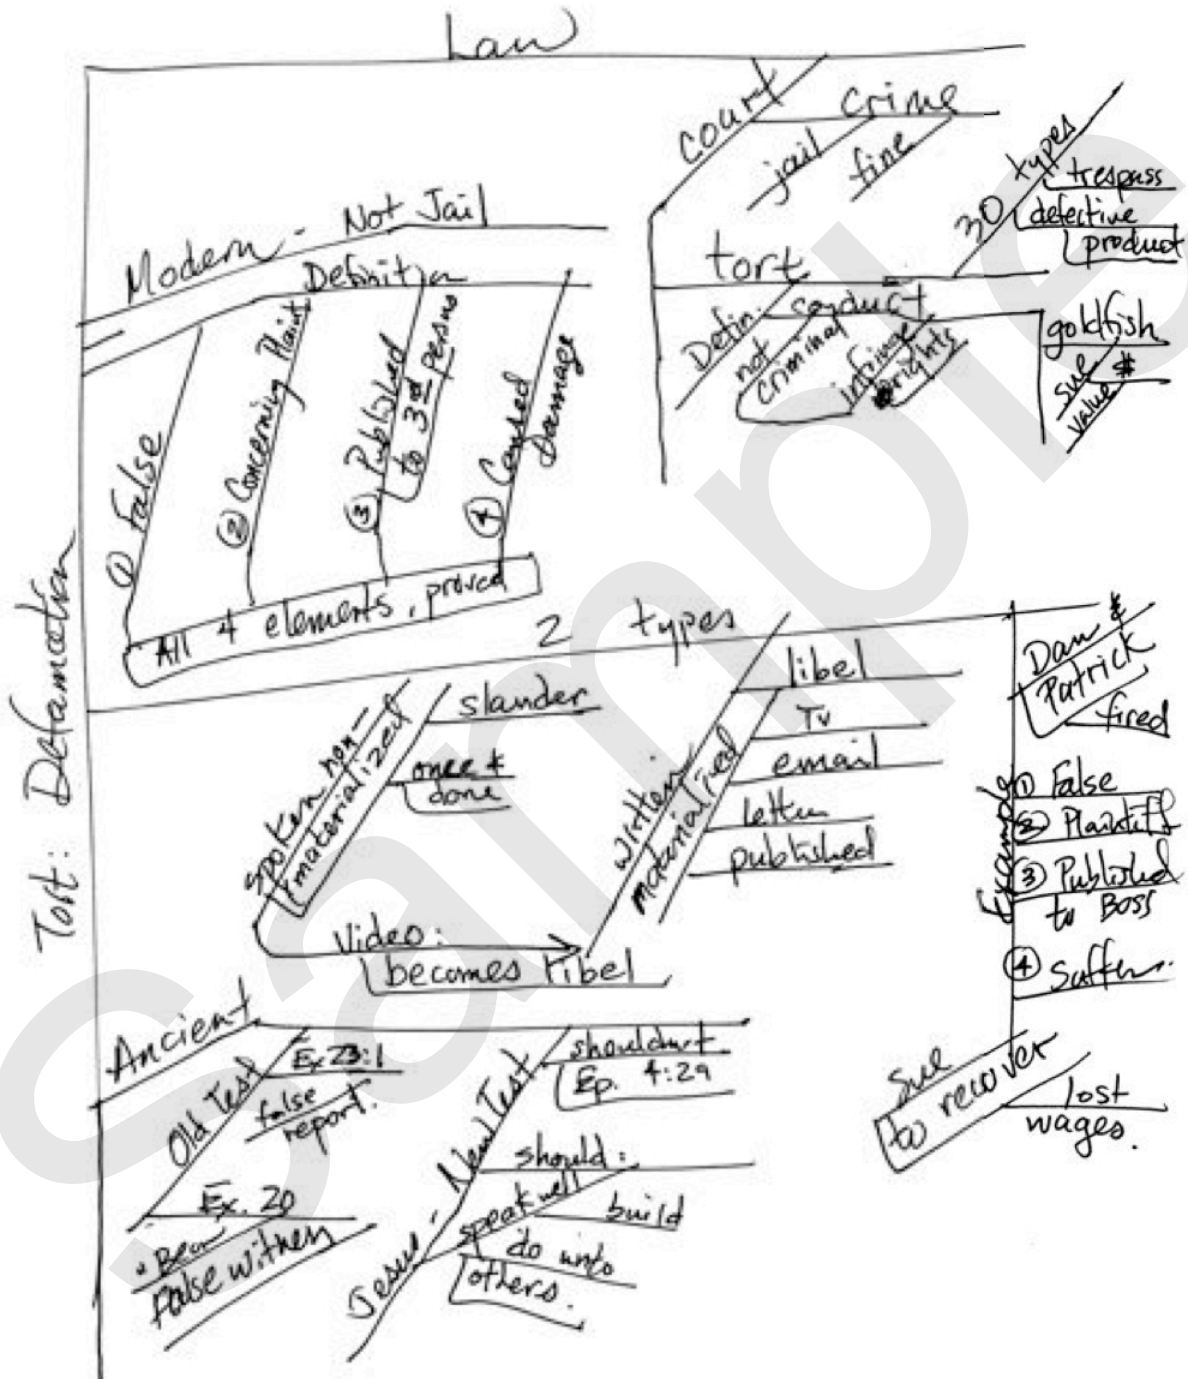 Law
Court
crime
jail
fine
30 types
trespass
defective
product
tort
Defin.
conduct
not
criminal
infringe
rights
goldfish
sue $
value
Modern - Not Jail
Definition
① False
② Concerning Plaint
③ Published
to 3rd persons
④ Caused
Damage
All 4 elements, proved
Tort: Defamation
2 types
spoken non-
materialized
slander
once &
done
Video:
becomes libel
written
materialized
libel
TV
email
letter
published
Example
Dan &
Patrick
fired
① False
② Plaintiff
③ Published
to Boss
④ Suffer
sue
to recover
lost
wages.
Ancient
Old Test
Ex 23:1
false
report.
Ex. 20
Bear
False witness
Jesus: New Test
shouldn't
Ep. 4:29
should:
speak well
build
do unto
others.
Sample